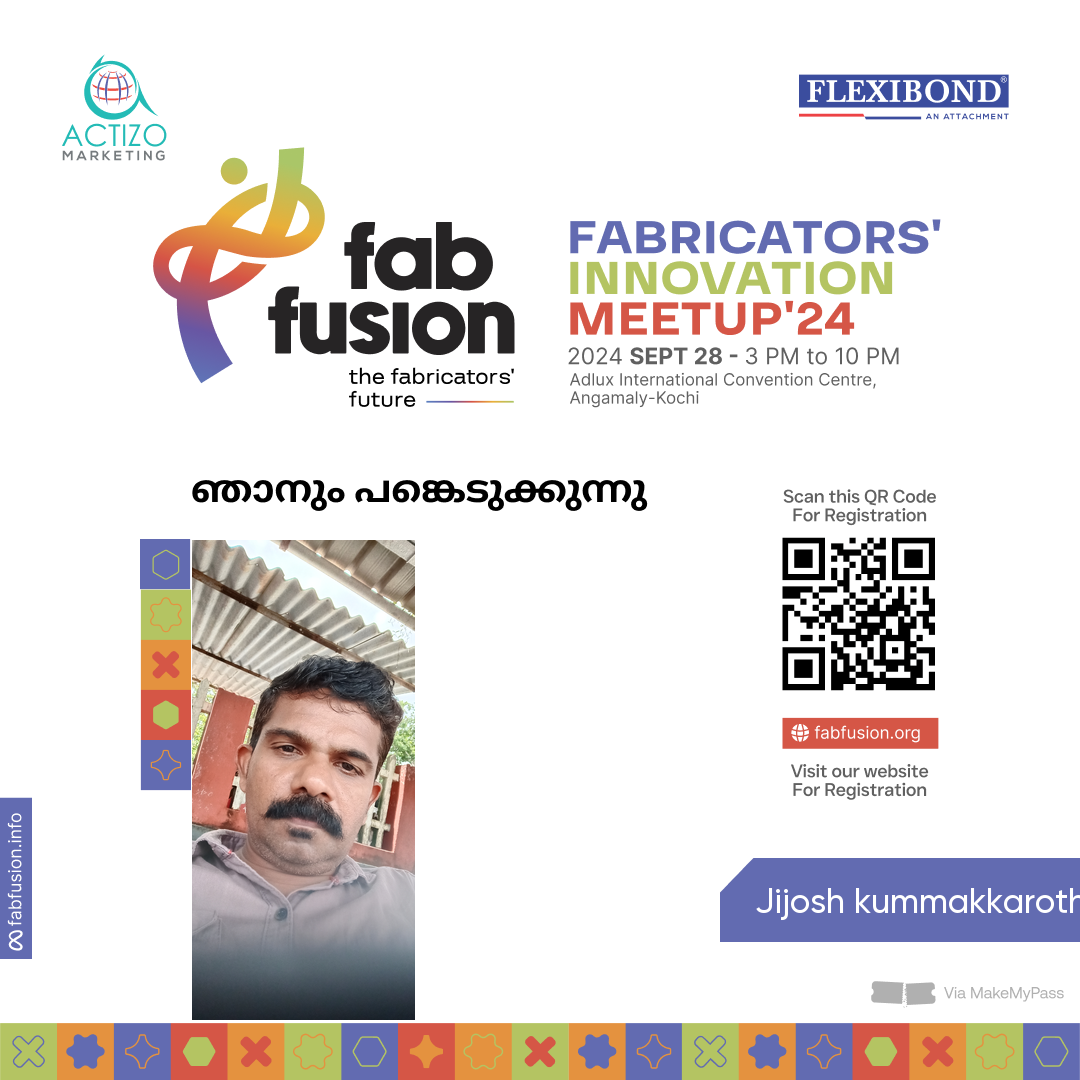 ACTIZO
MARKETING
FLEXIBOND®
AN ATTACHMENT
fab
fusion
the fabricators'
future
FABRICATORS'
INNOVATION
MEETUP'24
2024 SEPT 28 - 3 PM to 10 PM
Adlux International Convention Centre,
Angamaly-Kochi
ഞാനും പങ്കെടുക്കുന്നു
Scan this QR Code
For Registration
fabfusion.org
Visit our website
For Registration
fabfusion.info
Jijosh kummakkaroth
Via MakeMyPass